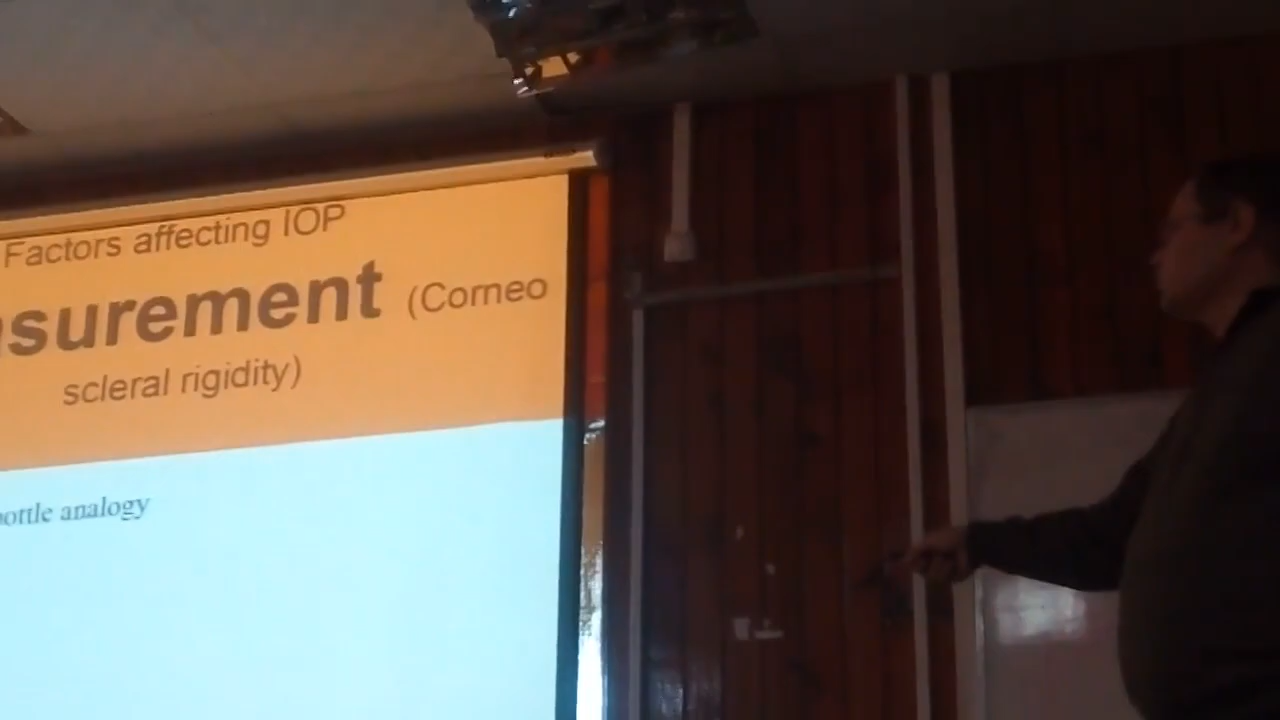 Factors affecting IOP
surement (Corneo
scleral rigidity)
ottle analogy